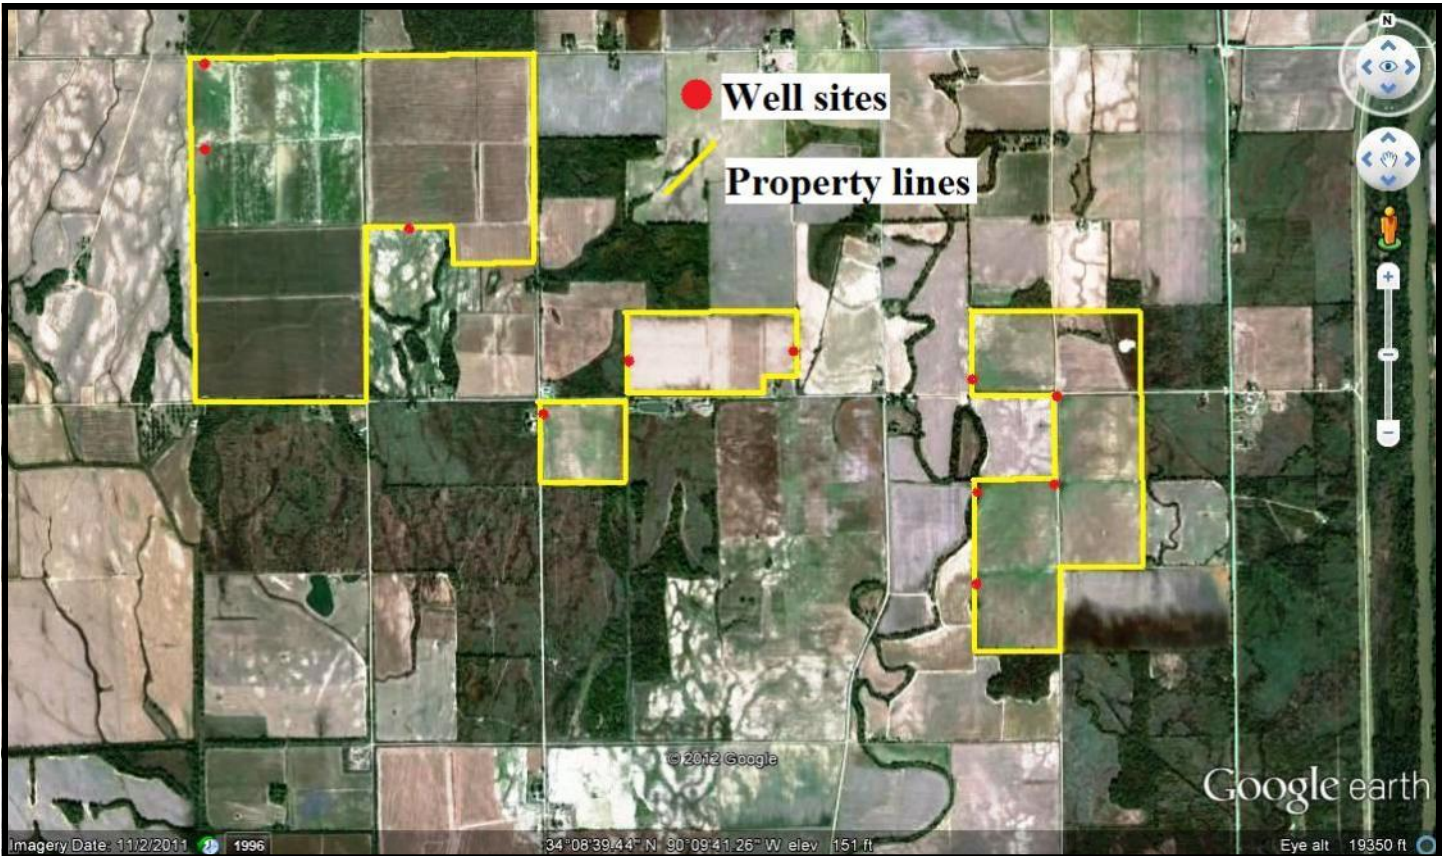 N
Well sites
Property lines
© 2012 Google
Google earth
Imagery Date: 11/2/2011 1996 34°08'39.44" N 90°09'41.26" W elev 151 ft Eye alt 19350 ft